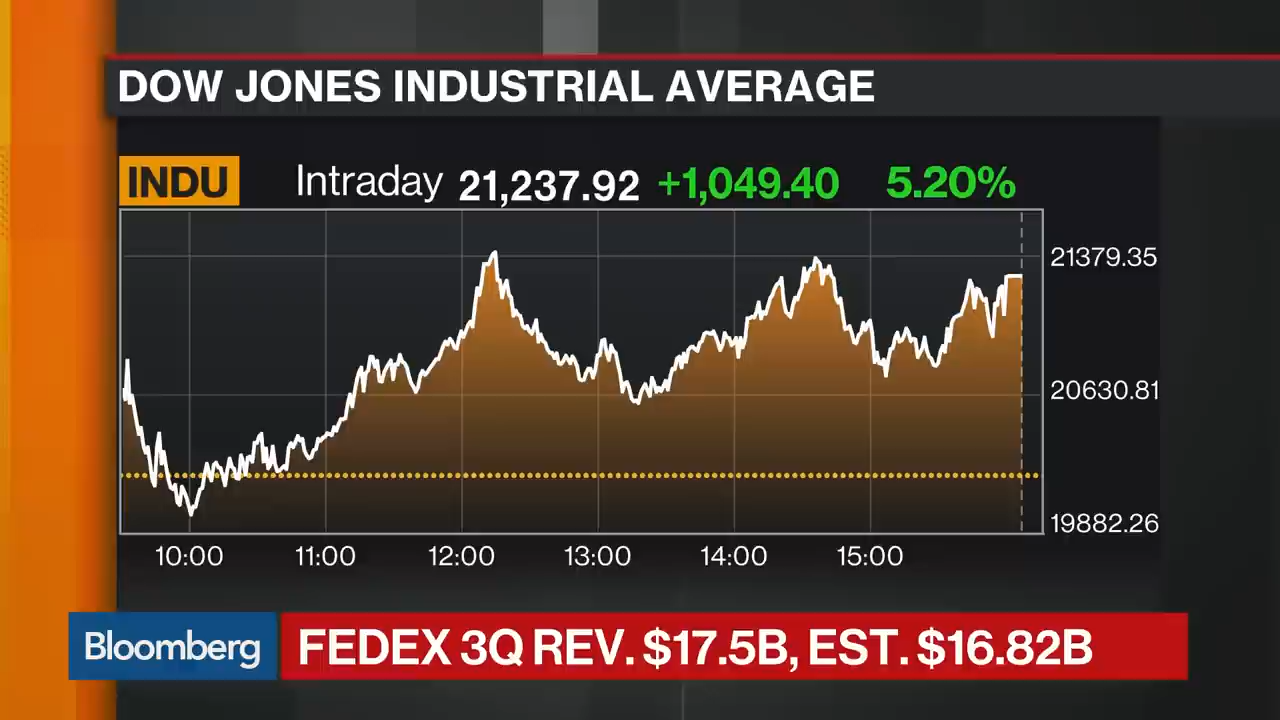 DOW JONES INDUSTRIAL AVERAGE
INDU Intraday 21,237.92 +1,049.40 5.20%
21379.35
20630.81
19882.26
10:00 11:00 12:00 13:00 14:00 15:00
Bloomberg FEDEX 3Q REV. $17.5B, EST. $16.82B